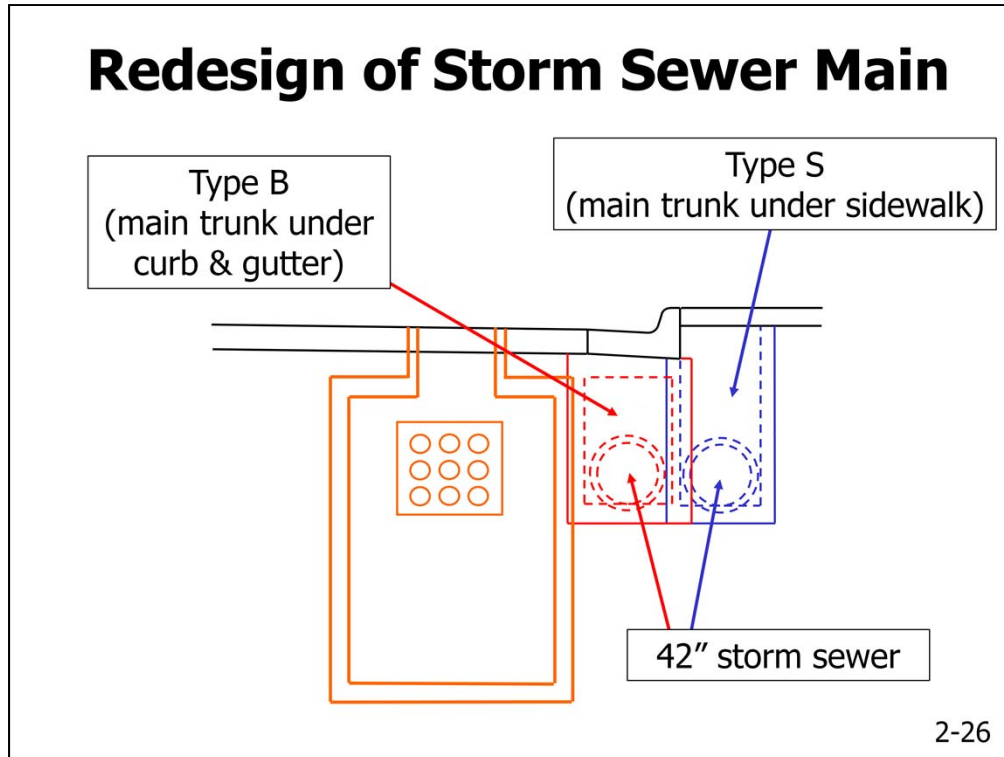 Redesign of Storm Sewer Main
Type B
(main trunk under
curb & gutter)
Type S
(main trunk under sidewalk)
42” storm sewer
2-26